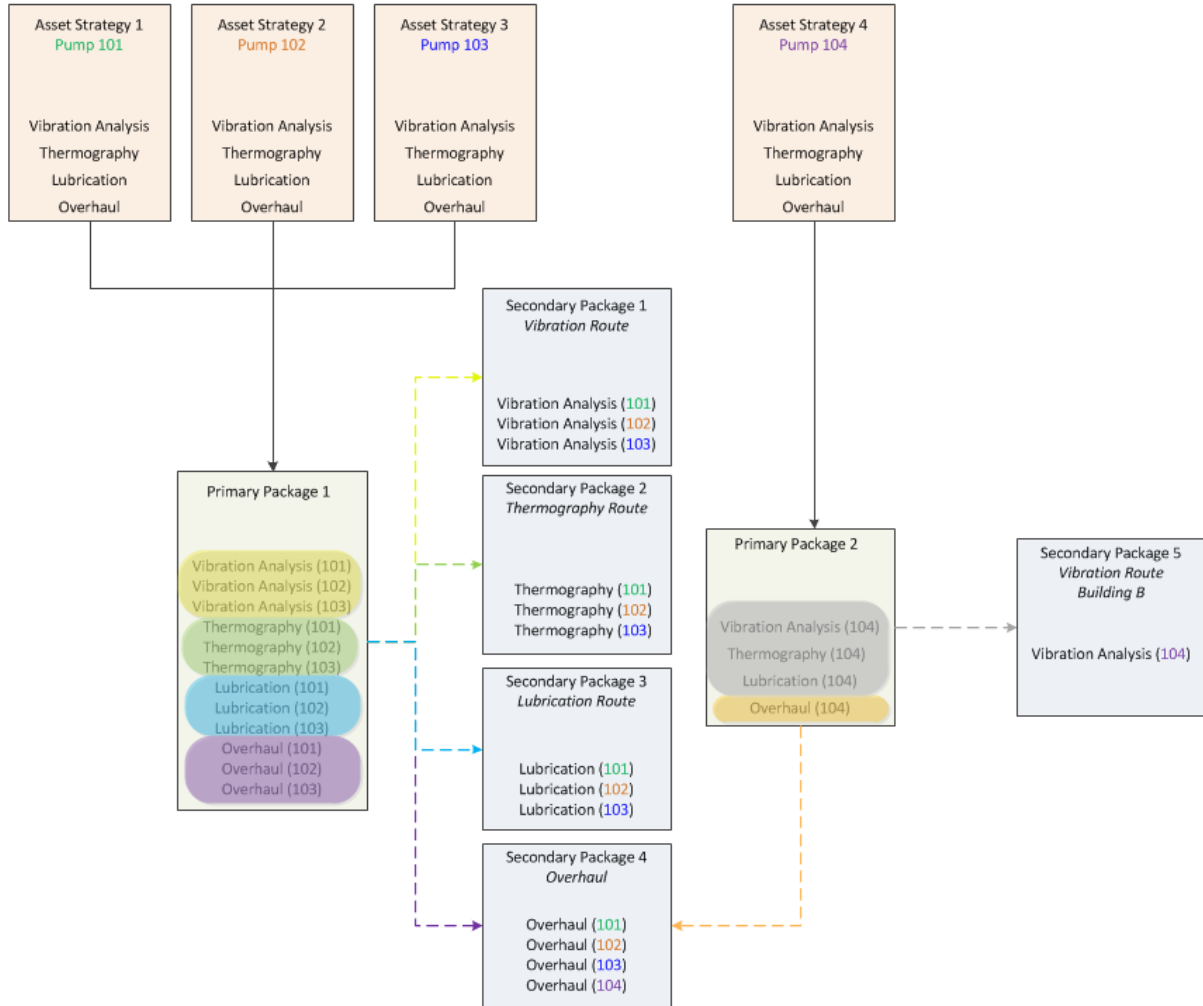 Asset Strategy 1
Pump 101
Vibration Analysis
Thermography
Lubrication
Overhaul
Asset Strategy 2
Pump 102
Vibration Analysis
Thermography
Lubrication
Overhaul
Asset Strategy 3
Pump 103
Vibration Analysis
Thermography
Lubrication
Overhaul
Asset Strategy 4
Pump 104
Vibration Analysis
Thermography
Lubrication
Overhaul
Primary Package 1
Vibration Analysis (101)
Vibration Analysis (102)
Vibration Analysis (103)
Thermography (101)
Thermography (102)
Thermography (103)
Lubrication (101)
Lubrication (102)
Lubrication (103)
Overhaul (101)
Overhaul (102)
Overhaul (103)
Secondary Package 1
Vibration Route
Vibration Analysis (101)
Vibration Analysis (102)
Vibration Analysis (103)
Secondary Package 2
Thermography Route
Thermography (101)
Thermography (102)
Thermography (103)
Secondary Package 3
Lubrication Route
Lubrication (101)
Lubrication (102)
Lubrication (103)
Secondary Package 4
Overhaul
Overhaul (101)
Overhaul (102)
Overhaul (103)
Overhaul (104)
Primary Package 2
Vibration Analysis (104)
Thermography (104)
Lubrication (104)
Overhaul (104)
Secondary Package 5
Vibration Route
Building B
Vibration Analysis (104)